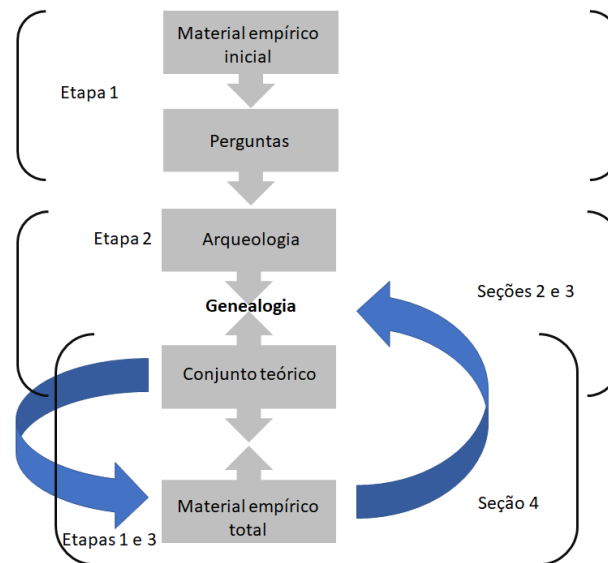 Material empírico
inicial
Etapa 1
Perguntas
Etapa 2
Arqueologia
Genealogia
Seções 2 e 3
Conjunto teórico
Material empírico
total
Seção 4
Etapas 1 e 3